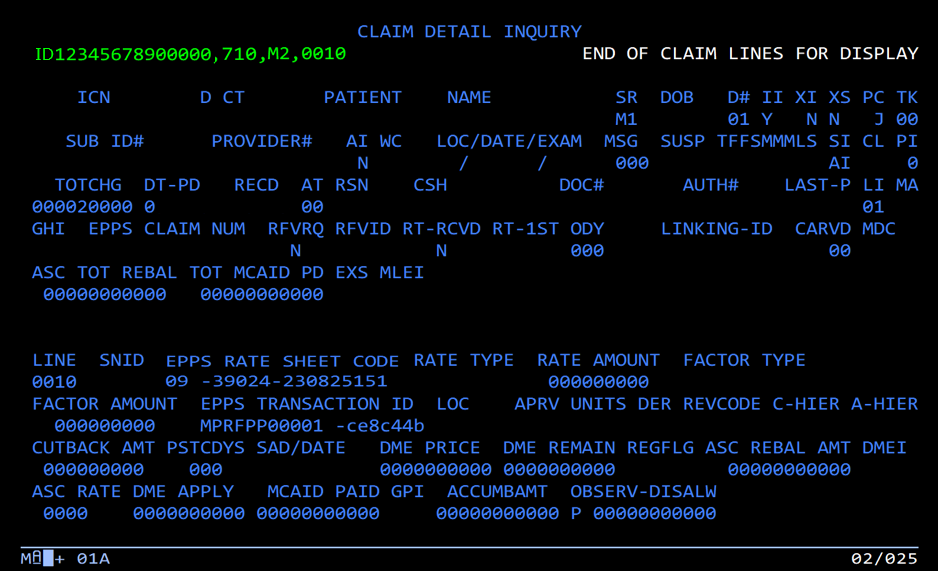 CLAIM DETAIL INQUIRY
ID12345678900000,710,M2,0010 END OF CLAIM LINES FOR DISPLAY
ICN D CT PATIENT NAME SR DOB D# II XI XS PC TK
M1 01 Y N N J 00
SUB ID# PROVIDER# AI WC LOC/DATE/EXAM MSG SUSP TFFSMMMLS SI CL PI
N / / 000 AI 0
TOTCHG DT-PD RECD AT RSN CSH DOC# AUTH# LAST-P LI MA
000020000 0 00 01
GHI EPPS CLAIM NUM RFVRQ RFVID RT-RCVD RT-1ST ODY LINKING-ID CARVD MDC
N N 000 00
ASC TOT REBAL TOT MCAID PD EXS MLEI
00000000000 00000000000
LINE SNID EPPS RATE SHEET CODE RATE TYPE RATE AMOUNT FACTOR TYPE
0010 09 -39024-230825151 000000000
FACTOR AMOUNT EPPS TRANSACTION ID LOC APRV UNITS DER REVCODE C-HIER A-HIER
000000000 MPRFPP00001 -ce8c44b
CUTBACK AMT PSTCDYS SAD/DATE DME PRICE DME REMAIN REGFLG ASC REBAL AMT DMEI
000000000 000 0000000000 0000000000 00000000000
ASC RATE DME APPLY MCAID PAID GPI ACCUMBAMT OBSERV-DISALW
0000 0000000000 00000000000 00000000000 P 00000000000
M + 01A 02/025